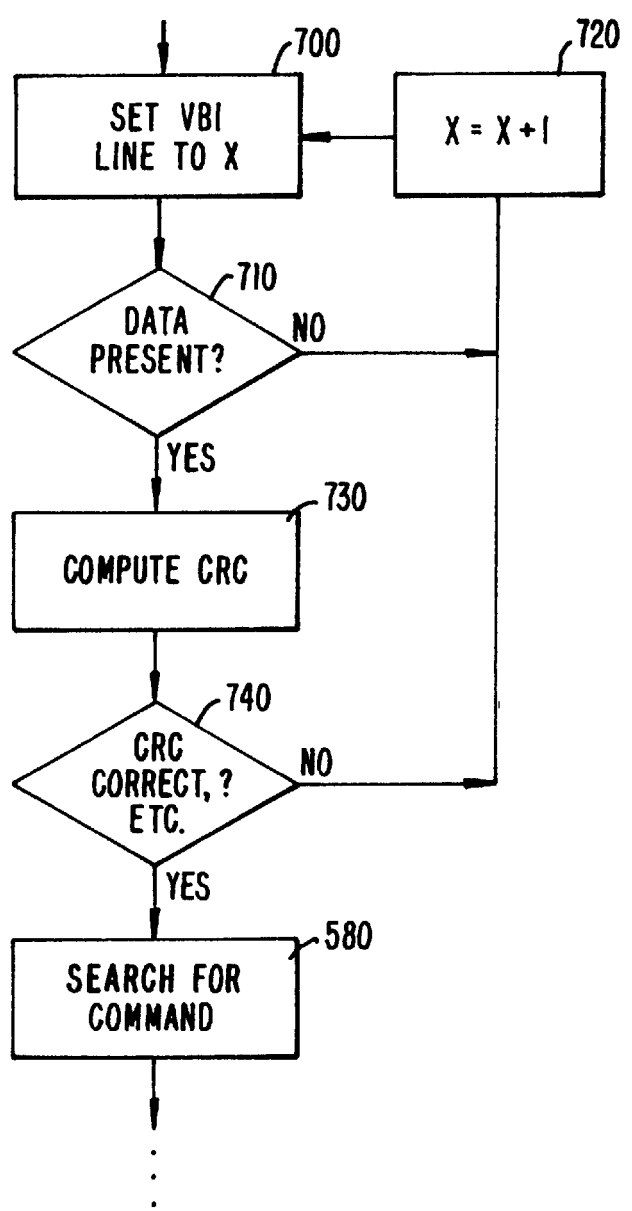 700
SET VBI
LINE TO X
720
X = X + 1
710
DATA
PRESENT?
NO
YES
730
COMPUTE CRC
740
CRC
CORRECT, ?
ETC.
NO
YES
580
SEARCH FOR
COMMAND